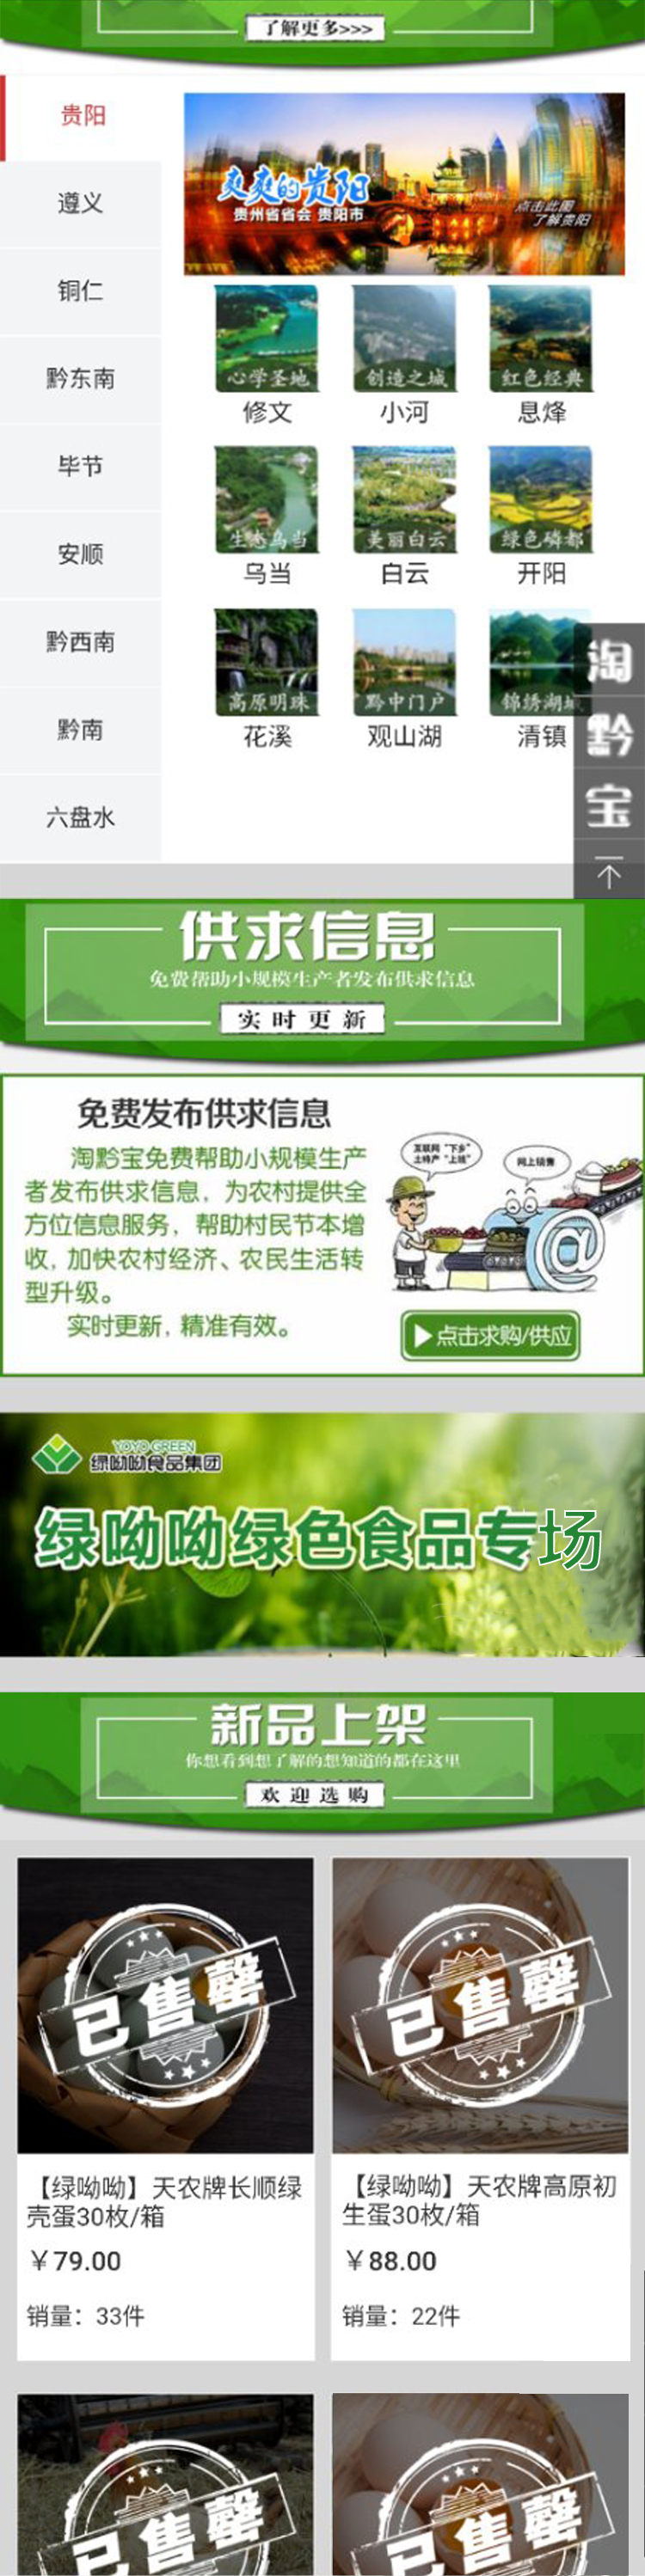 了解更多>>>
贵阳
遵义
铜仁
黔东南
毕节
安顺
黔西南
黔南
六盘水
爽爽的贵阳
贵州省省会 贵阳市
点击此图
了解贵阳
心学圣地
创造之城
红色经典
修文
小河
息烽
生态乌当
美丽白云
绿色磷都
乌当
白云
开阳
高原明珠
黔中门户
锦绣湖城
花溪
观山湖
清镇
淘
黔
宝
供求信息
免费帮助小规模生产者发布供求信息
实时更新
免费发布供求信息
淘黔宝免费帮助小规模生产
者发布供求信息，为农村提供全
方位信息服务，帮助村民节本增
收，加快农村经济、农民生活转
型升级。
实时更新，精准有效。
互联网“下乡”
土特产“上线”
网上销售
@
点击求购/供应
YOYO GREEN
绿呦呦食品集团
绿呦呦绿色食品专场
新品上架
你想看到想了解的想知道的都在这里
欢迎选购
已售罄
已售罄
【绿呦呦】天农牌长顺绿
壳蛋30枚/箱
￥79.00
销量：33件
【绿呦呦】天农牌高原初
生蛋30枚/箱
￥88.00
销量：22件
已售罄
已售罄